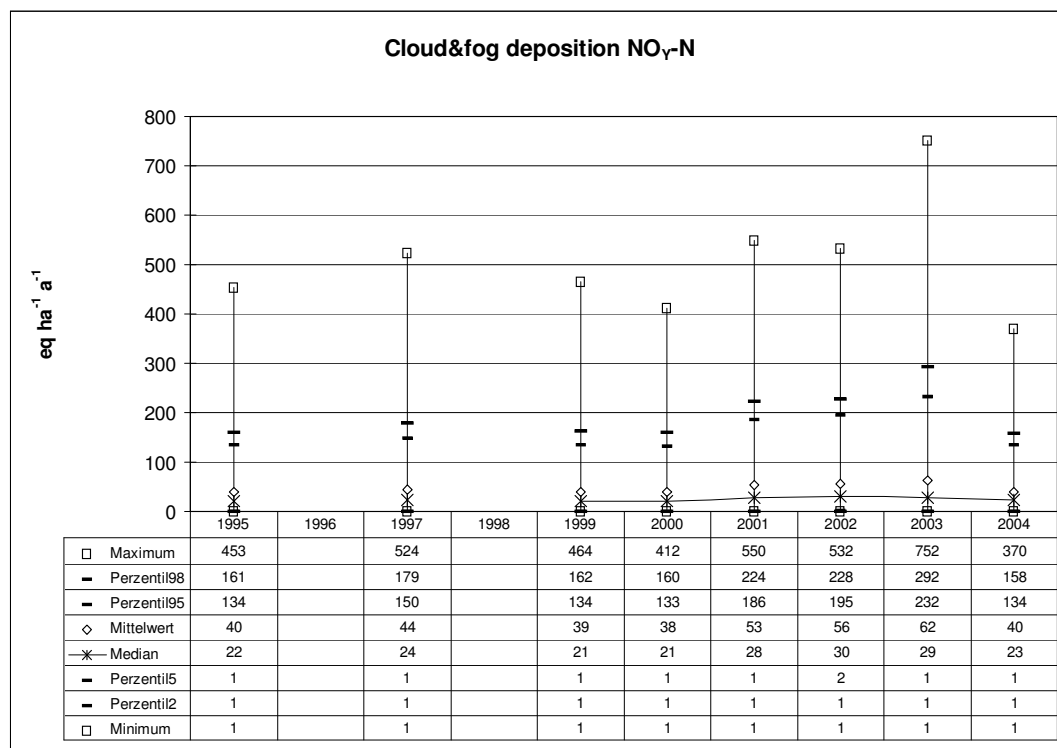 Cloud&fog deposition NOY-N
eq ha-1 a-1
800
700
600
500
400
300
200
100
0
1995 1996 1997 1998 1999 2000 2001 2002 2003 2004
Maximum 453 524 464 412 550 532 752 370
Perzentil98 161 179 162 160 224 228 292 158
Perzentil95 134 150 134 133 186 195 232 134
Mittelwert 40 44 39 38 53 56 62 40
Median 22 24 21 21 28 30 29 23
Perzentil5 1 1 1 1 1 2 1 1
Perzentil2 1 1 1 1 1 1 1 1
Minimum 1 1 1 1 1 1 1 1